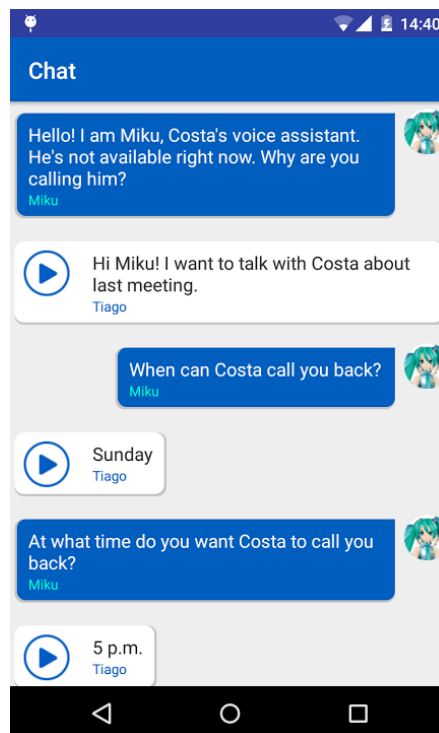 14:40
Chat
Hello! I am Miku, Costa's voice assistant.
He's not available right now. Why are you
calling him?
Miku
Hi Miku! I want to talk with Costa about
last meeting.
Tiago
When can Costa call you back?
Miku
Sunday
Tiago
At what time do you want Costa to call you
back?
Miku
5 p.m.
Tiago